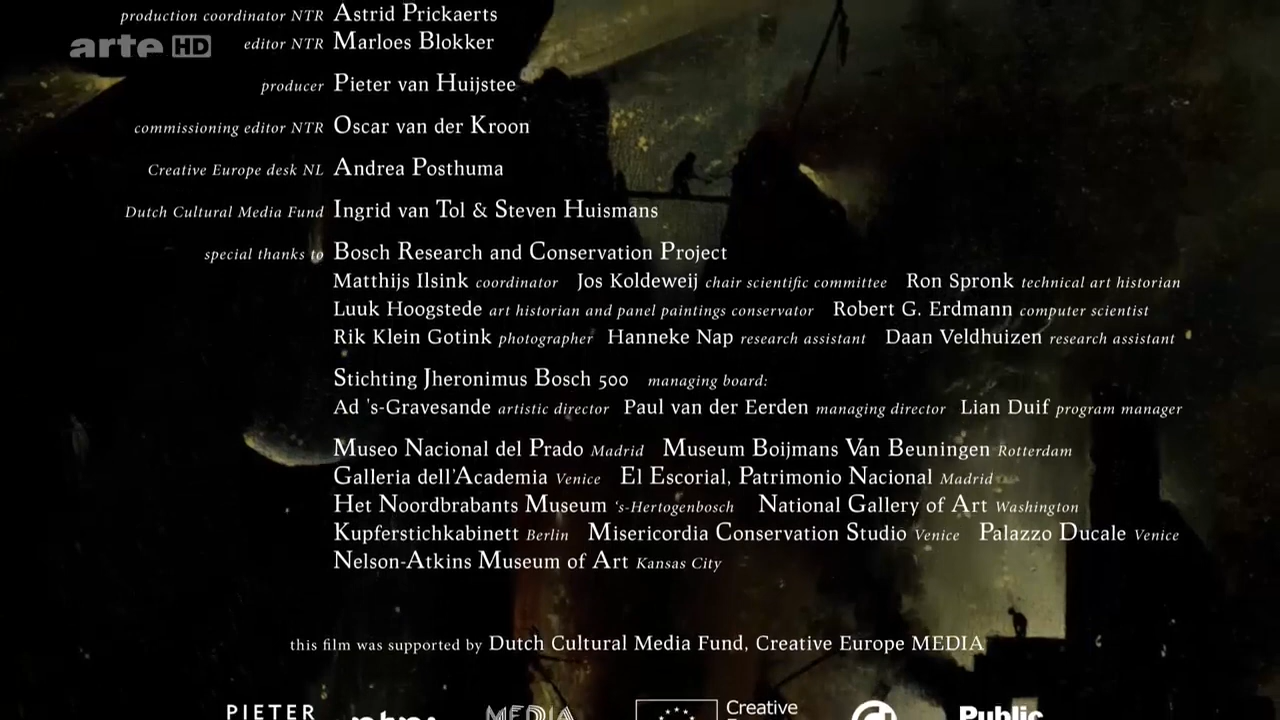 production coordinator NTR Astrid Prickaerts
arte HD
editor NTR Marloes Blokker
producer Pieter van Huijstee
commissioning editor NTR Oscar van der Kroon
Creative Europe desk NL Andrea Posthuma
Dutch Cultural Media Fund Ingrid van Tol & Steven Huismans
special thanks to Bosch Research and Conservation Project
Matthijs Ilsink coordinator Jos Koldeweij chair scientific committee Ron Spronk technical art historian
Luuk Hoogstede art historian and panel paintings conservator Robert G. Erdmann computer scientist
Rik Klein Gotink photographer Hanneke Nap research assistant Daan Veldhuizen research assistant
Stichting Jheronimus Bosch 500 managing board:
Ad 's-Gravesande artistic director Paul van der Eerden managing director Lian Duif program manager
Museo Nacional del Prado Madrid Museum Boijmans Van Beuningen Rotterdam
Galleria dell'Academia Venice El Escorial, Patrimonio Nacional Madrid
Het Noordbrabants Museum ‘s-Hertogenbosch National Gallery of Art Washington
Kupferstichkabinett Berlin Misericordia Conservation Studio Venice Palazzo Ducale Venice
Nelson-Atkins Museum of Art Kansas City
this film was supported by Dutch Cultural Media Fund, Creative Europe MEDIA
PIETER MEDIA Creative Public